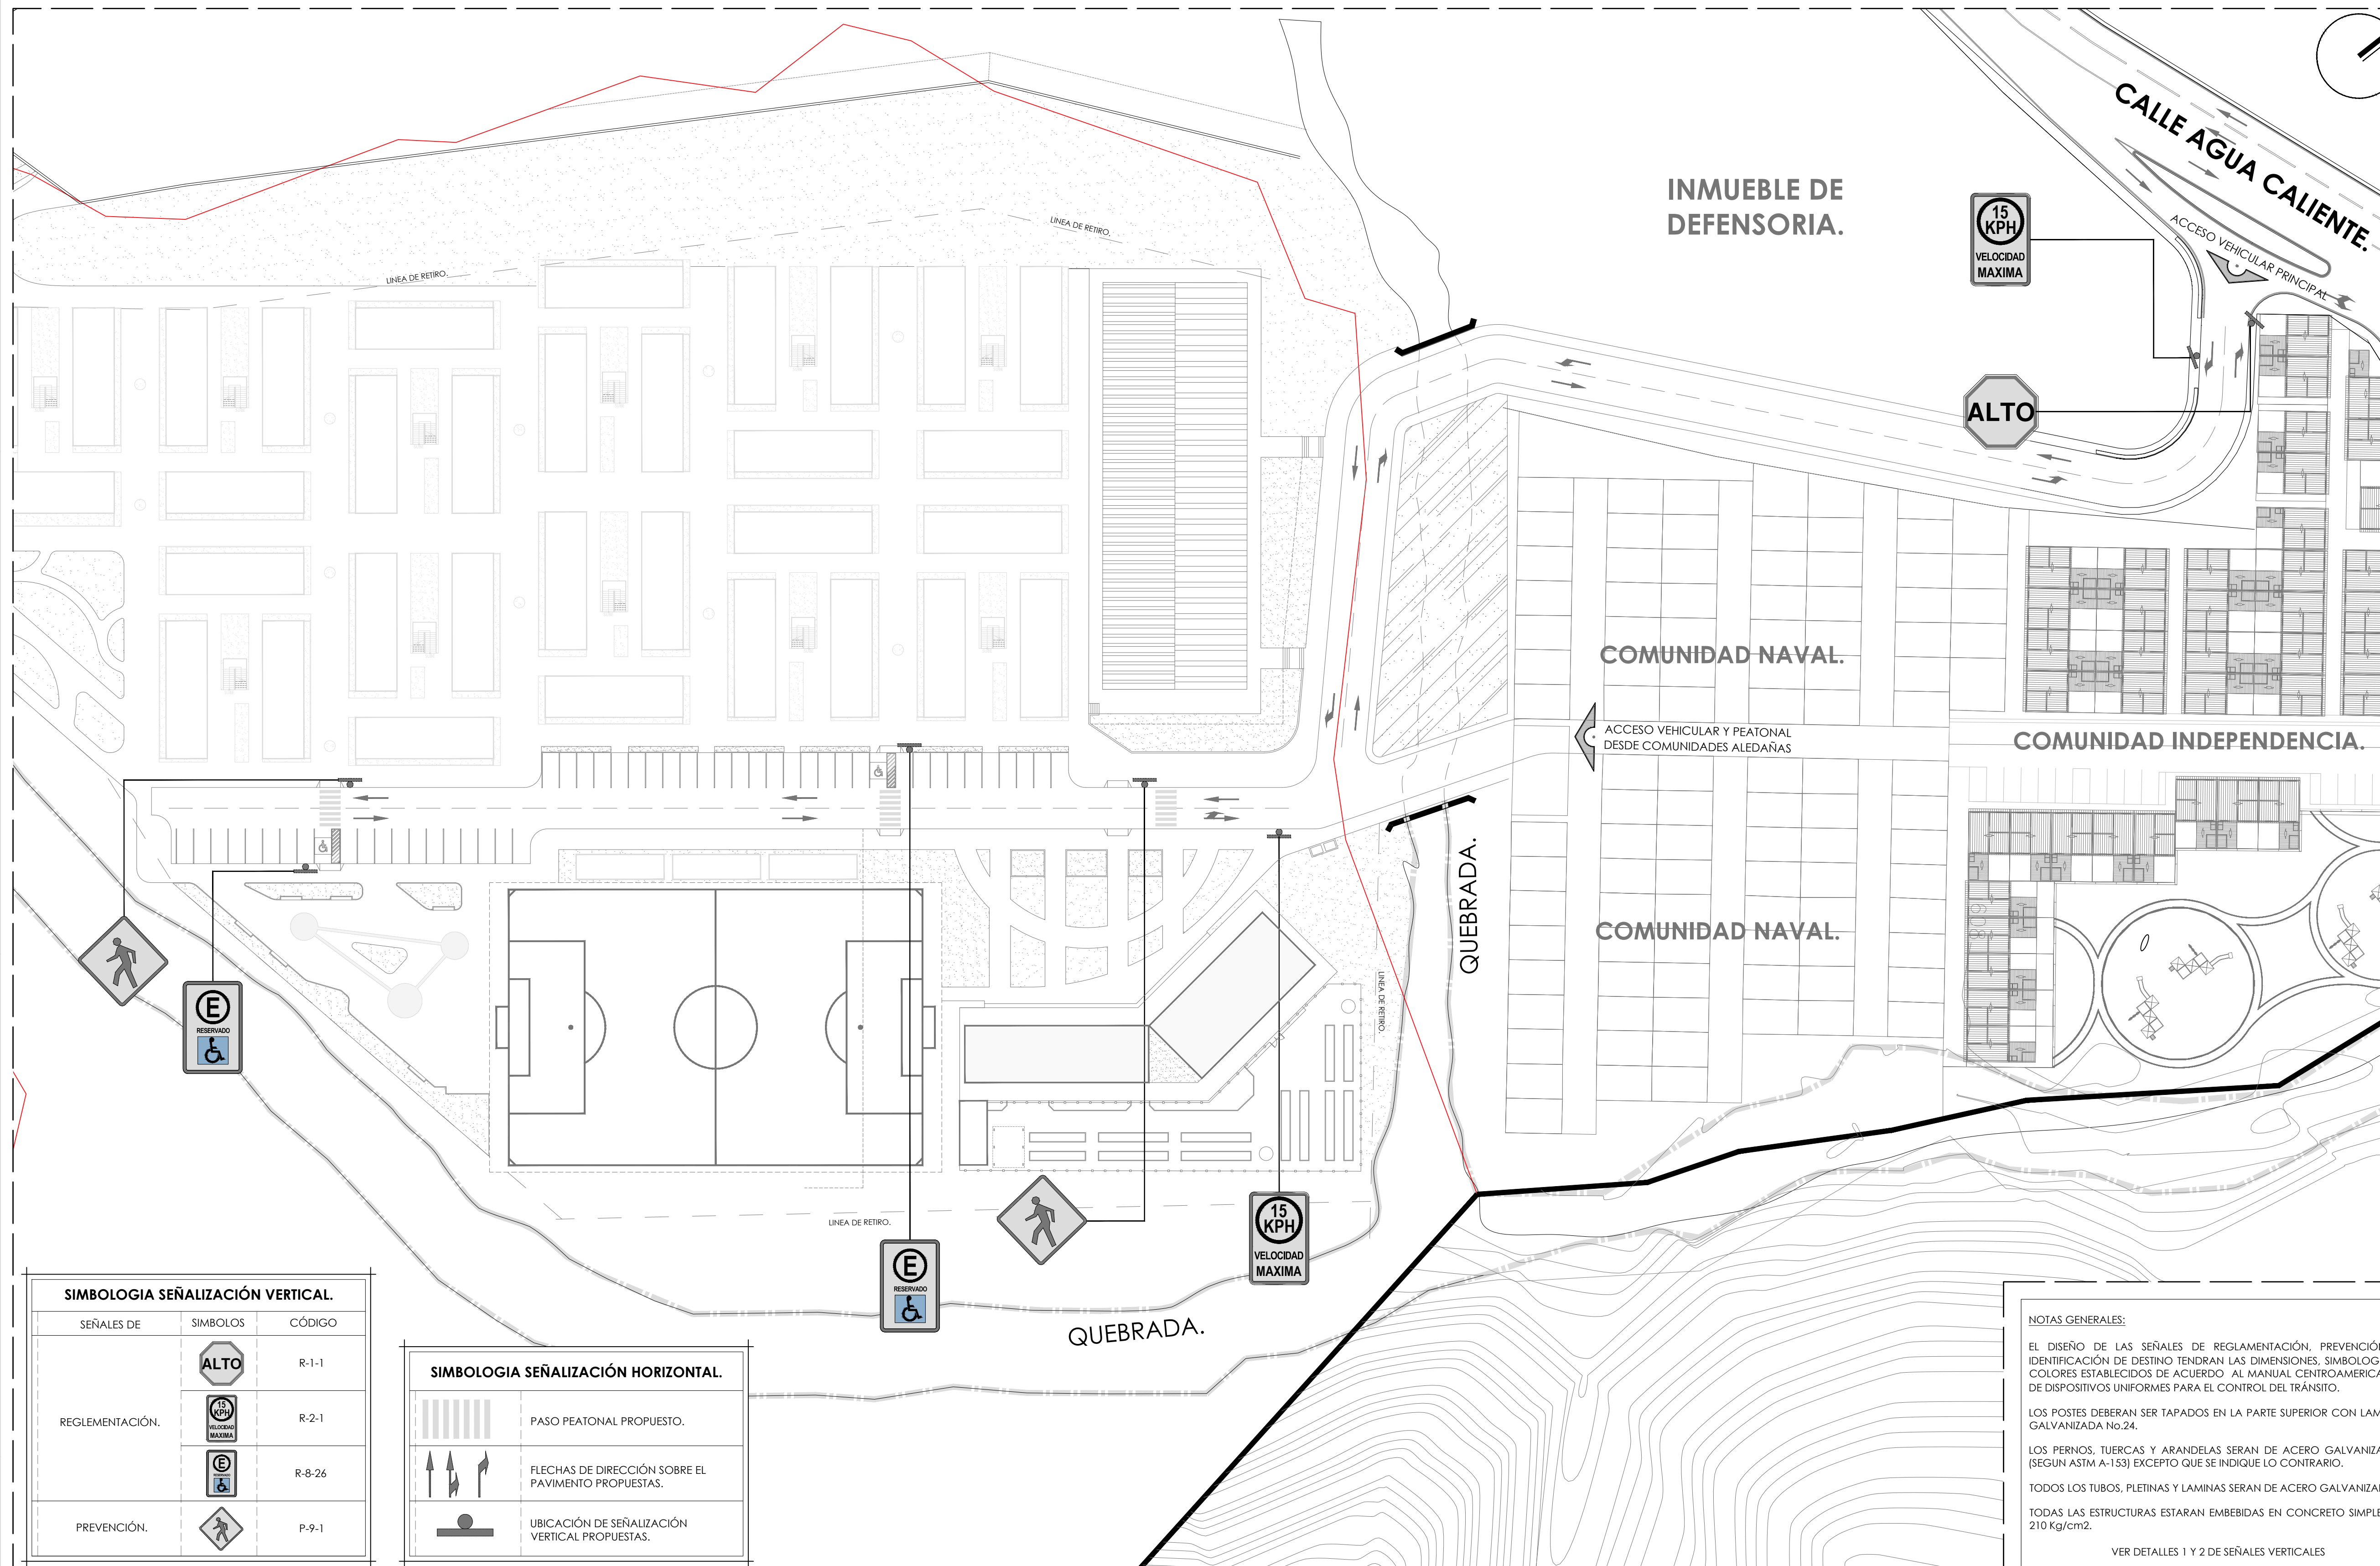 CALLE AGUA CALIENTE.
INMUEBLE DE
DEFENSORIA.
15
KPH
VELOCIDAD
MAXIMA
ACCESO VEHICULAR PRINCIPAL
LINEA DE RETIRO.
LINEA DE RETIRO.
ALTO
COMUNIDAD NAVAL.
ACCESO VEHICULAR Y PEATONAL
DESDE COMUNIDADES ALEDAÑAS
COMUNIDAD INDEPENDENCIA.
QUEBRADA.
COMUNIDAD NAVAL.
LINEA DE RETIRO.
E
RESERVADO
LINEA DE RETIRO.
15
KPH
VELOCIDAD
MAXIMA
E
RESERVADO
QUEBRADA.
SIMBOLOGIA SEÑALIZACIÓN VERTICAL.
SEÑALES DE SIMBOLOS CÓDIGO
ALTO R-1-1
REGLEMENTACIÓN.
15
KPH
VELOCIDAD
MAXIMA
R-2-1
E
RESERVADO
R-8-26
PREVENCIÓN. P-9-1
SIMBOLOGIA SEÑALIZACIÓN HORIZONTAL.
PASO PEATONAL PROPUESTO.
FLECHAS DE DIRECCIÓN SOBRE EL
PAVIMENTO PROPUESTAS.
UBICACIÓN DE SEÑALIZACIÓN
VERTICAL PROPUESTAS.
NOTAS GENERALES:
EL DISEÑO DE LAS SEÑALES DE REGLAMENTACIÓN, PREVENCIÓ
IDENTIFICACIÓN DE DESTINO TENDRAN LAS DIMENSIONES, SIMBOLOG
COLORES ESTABLECIDOS DE ACUERDO AL MANUAL CENTROAMERICA
DE DISPOSITIVOS UNIFORMES PARA EL CONTROL DEL TRÁNSITO.
LOS POSTES DEBERAN SER TAPADOS EN LA PARTE SUPERIOR CON LAM
GALVANIZADA No.24.
LOS PERNOS, TUERCAS Y ARANDELAS SERAN DE ACERO GALVANIZA
(SEGUN ASTM A-153) EXCEPTO QUE SE INDIQUE LO CONTRARIO.
TODOS LOS TUBOS, PLETINAS Y LAMINAS SERAN DE ACERO GALVANIZA
TODAS LAS ESTRUCTURAS ESTARAN EMBEBIDAS EN CONCRETO SIMPLE
210 Kg/cm2.
VER DETALLES 1 Y 2 DE SEÑALES VERTICALES